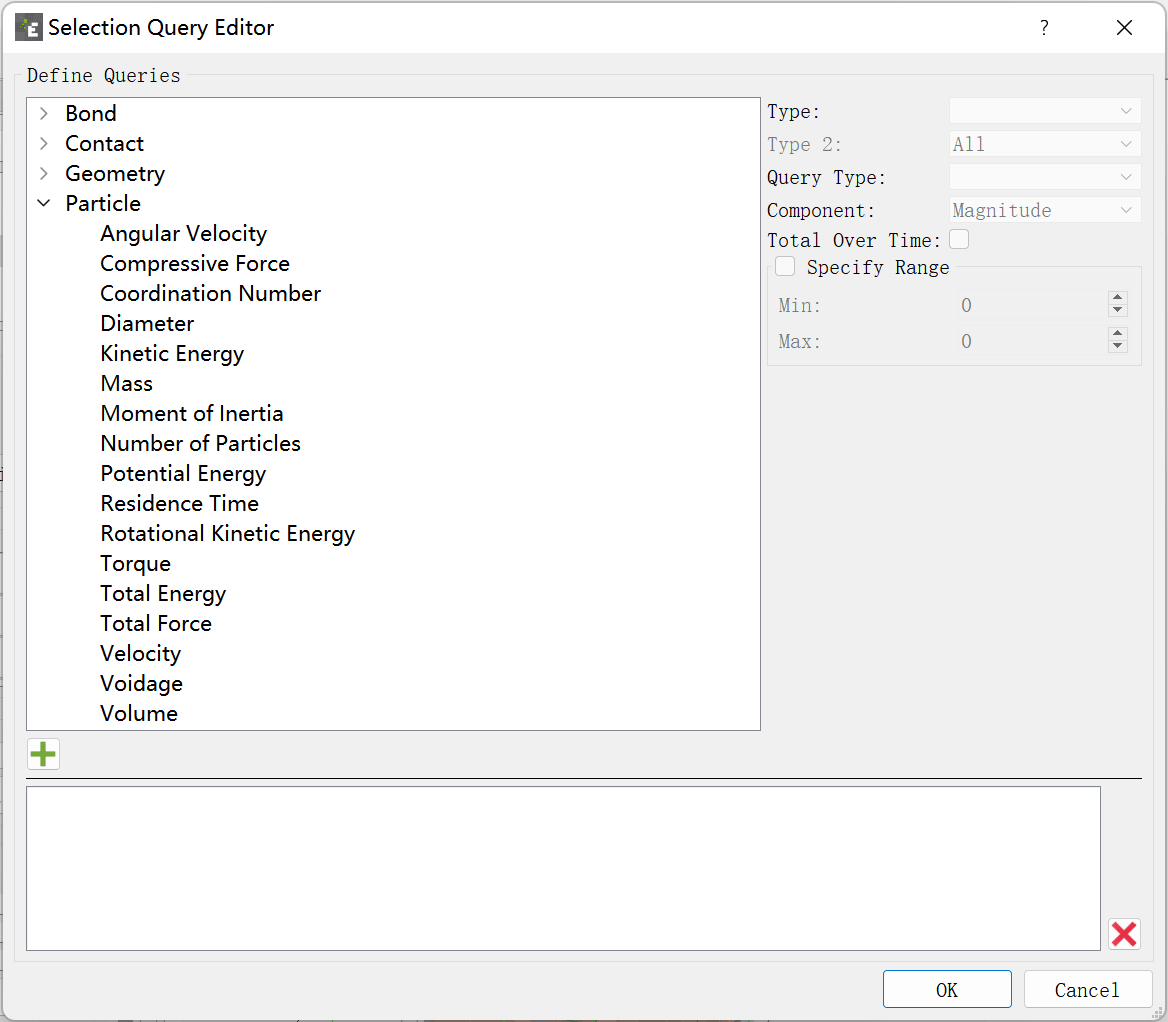 Selection Query Editor
?
Define Queries
Bond
Contact
Geometry
Particle
Angular Velocity
Compressive Force
Coordination Number
Diameter
Kinetic Energy
Mass
Moment of Inertia
Number of Particles
Potential Energy
Residence Time
Rotational Kinetic Energy
Torque
Total Energy
Total Force
Velocity
Voidage
Volume
Type:
Type 2: All
Query Type:
Component: Magnitude
Total Over Time:
Specify Range
Min: 0
Max: 0
OK Cancel